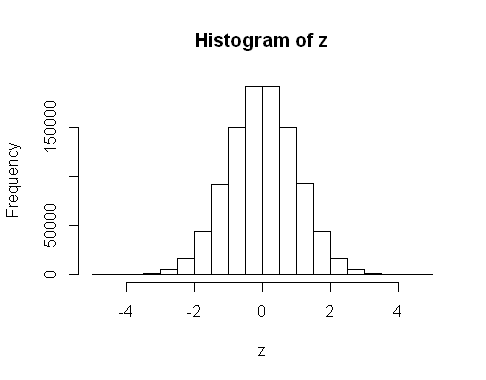 Histogram of z
Frequency
150000
50000
0
-4 -2 0 2 4
z